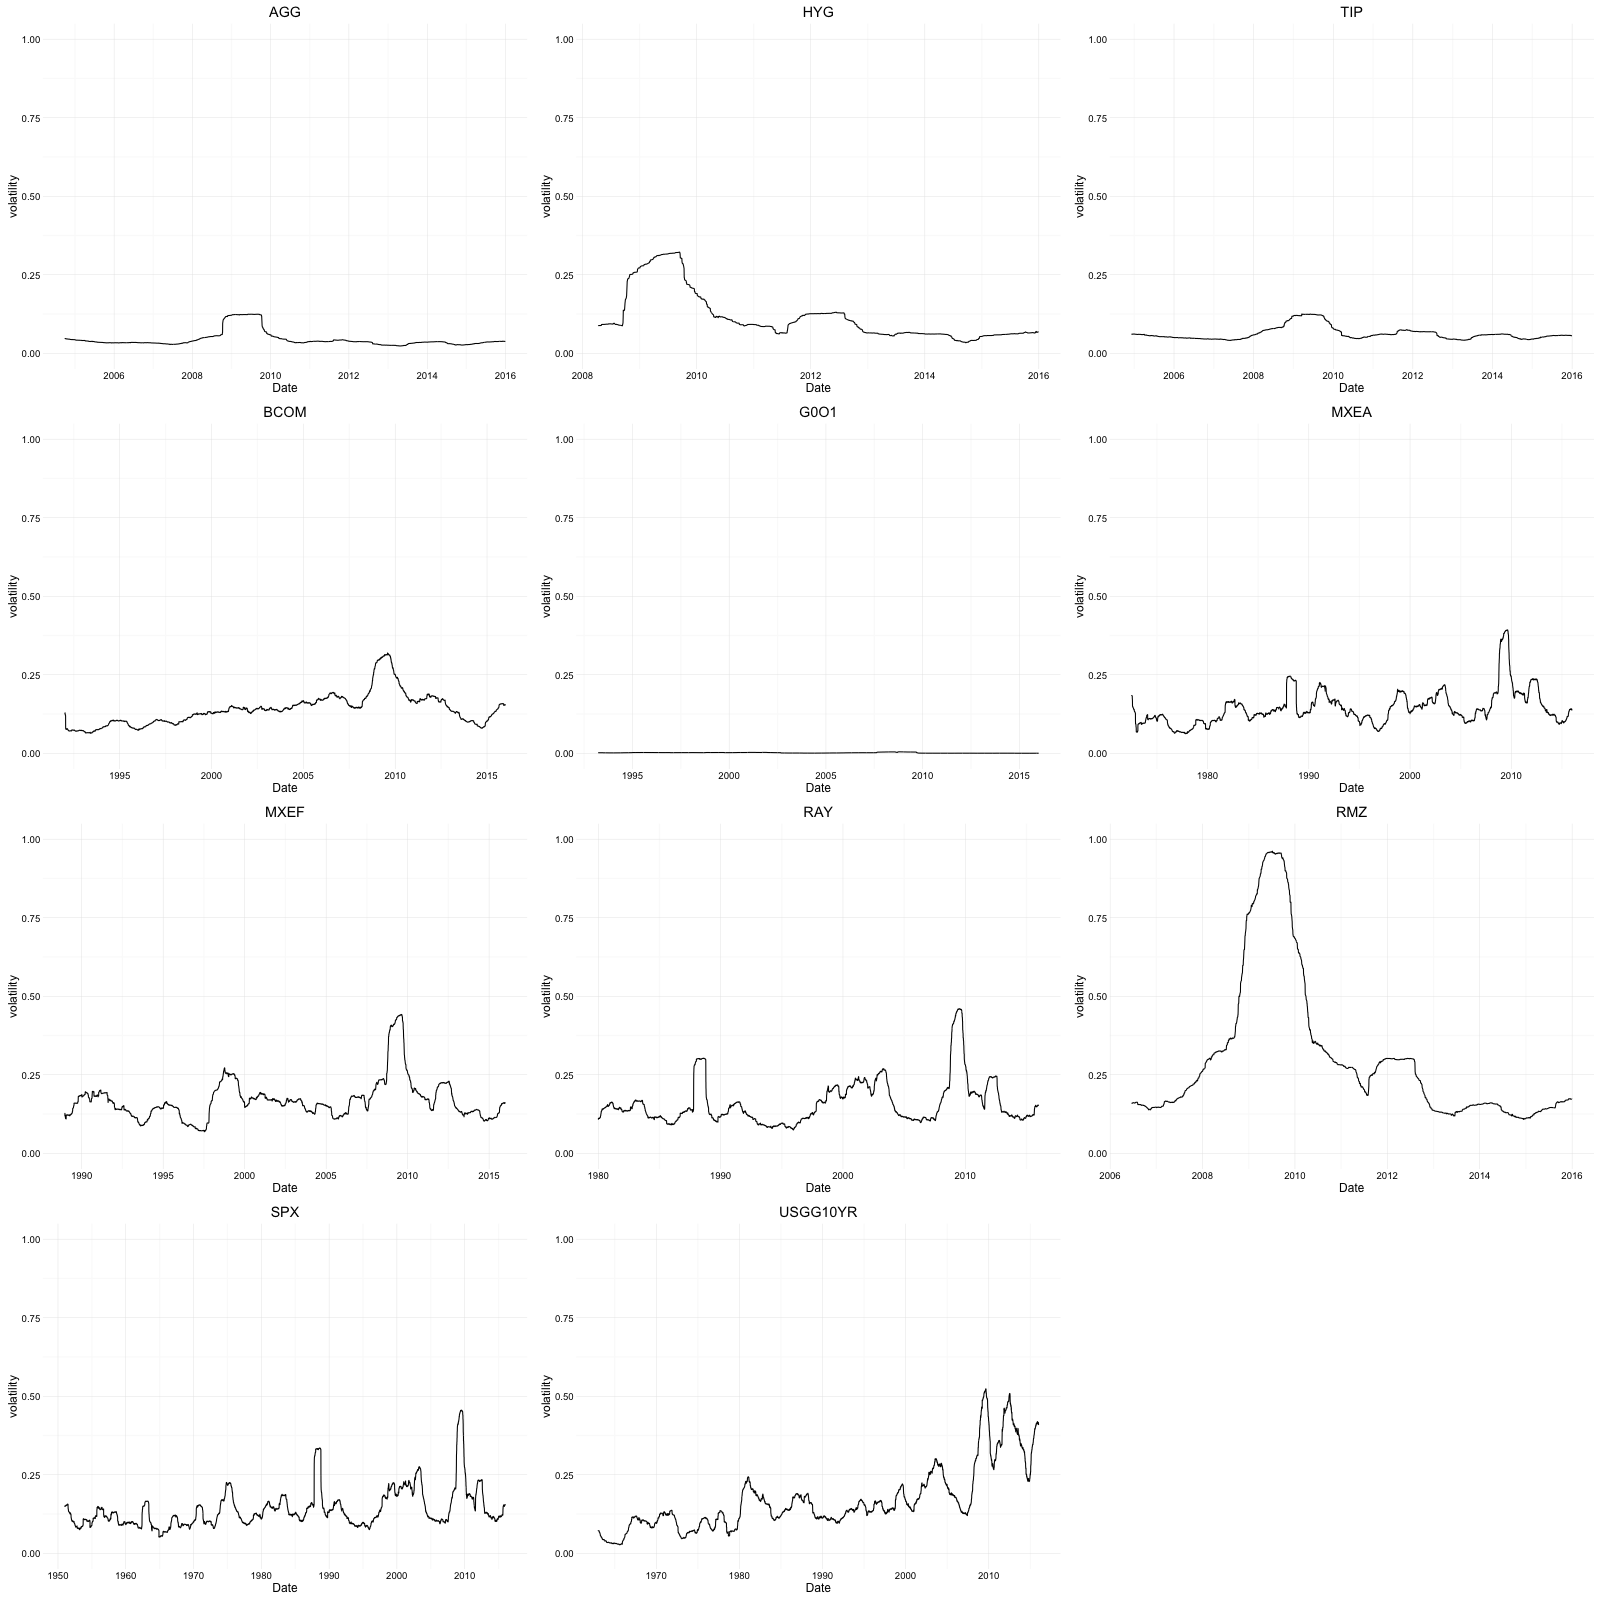 AGG
HYG
TIP
1.00
0.75
0.50
0.25
0.00
volatility
2006 2008 2010 2012 2014 2016
Date
1.00
0.75
0.50
0.25
0.00
volatility
2008 2010 2012 2014 2016
Date
1.00
0.75
0.50
0.25
0.00
volatility
2006 2008 2010 2012 2014 2016
Date
BCOM
G0O1
MXEA
1.00
0.75
0.50
0.25
0.00
volatility
1995 2000 2005 2010 2015
Date
1.00
0.75
0.50
0.25
0.00
volatility
1995 2000 2005 2010 2015
Date
1.00
0.75
0.50
0.25
0.00
volatility
1980 1990 2000 2010
Date
MXEF
RAY
RMZ
1.00
0.75
0.50
0.25
0.00
volatility
1990 1995 2000 2005 2010 2015
Date
1.00
0.75
0.50
0.25
0.00
volatility
1980 1990 2000 2010
Date
1.00
0.75
0.50
0.25
0.00
volatility
2006 2008 2010 2012 2014 2016
Date
SPX
USGG10YR
1.00
0.75
0.50
0.25
0.00
volatility
1950 1960 1970 1980 1990 2000 2010
Date
1.00
0.75
0.50
0.25
0.00
volatility
1970 1980 1990 2000 2010
Date